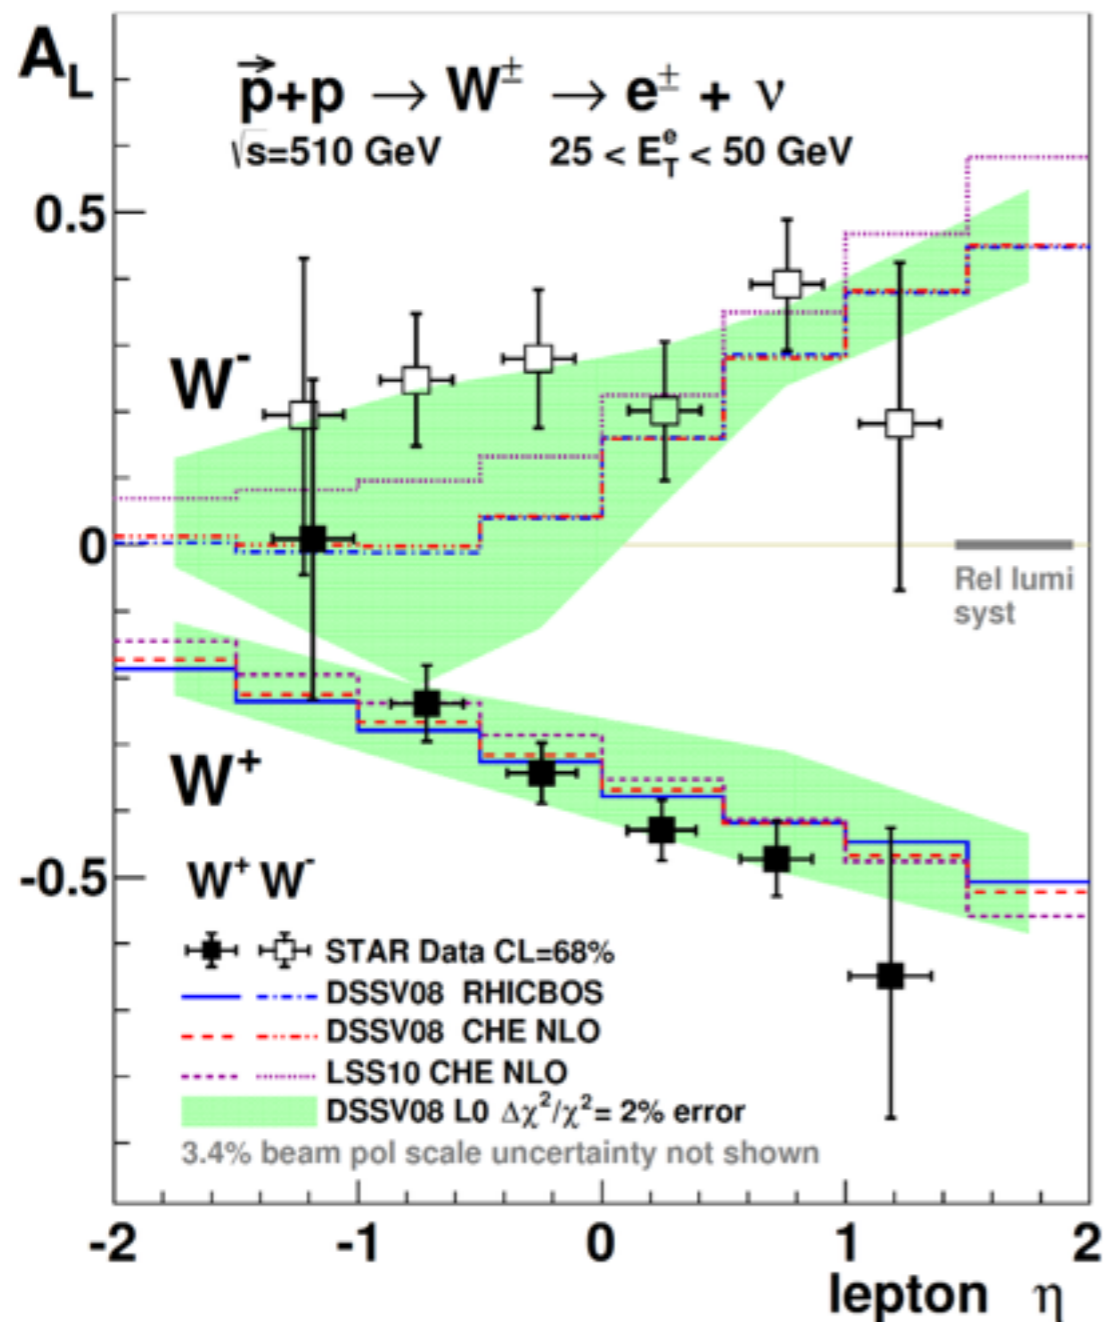 A_L
p⃗+p → W± → e± + ν
√s=510 GeV 25 < E_T^e < 50 GeV
0.5
W-
0
Rel lumi
syst
W+
-0.5
W+ W-
STAR Data CL=68%
DSSV08 RHICBOS
DSSV08 CHE NLO
LSS10 CHE NLO
DSSV08 L0 Δχ²/χ²= 2% error
3.4% beam pol scale uncertainty not shown
-2 -1 0 1 2
lepton η